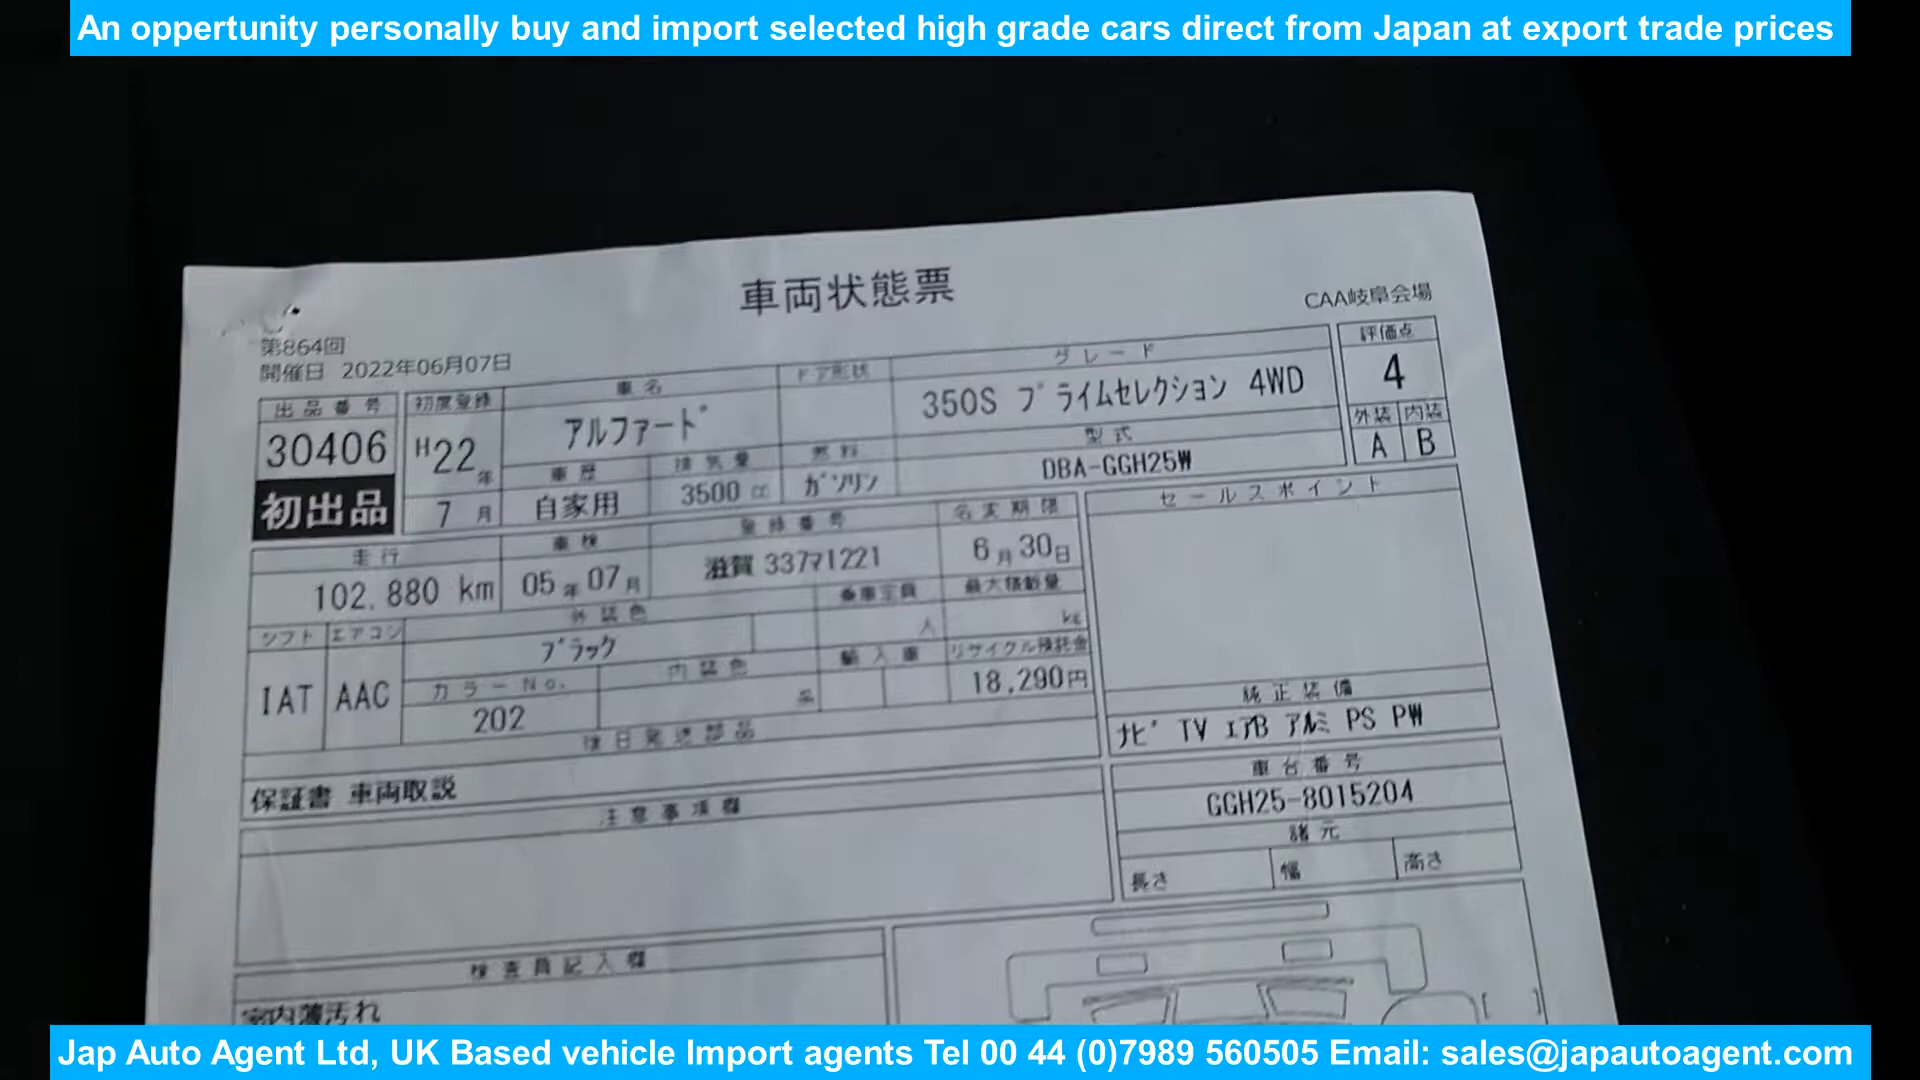 An oppertunity personally buy and import selected high grade cars direct from Japan at export trade prices
車両状態票
CAA岐阜会場
第864回
開催日 2022年06月07日
出品番号
30406
初出品
初度登録
H22年
7月
車名
アルファード
ドア形状
グレード
350S プライムセレクション 4WD
評価点
4
外装 内装
A B
車歴
自家用
排気量
3500 cc
燃料
ガソリン
型式
DBA-GGH25W
走行
102,880 km
車検
05年07月
登録番号
滋賀 337マ1221
名変期限
6月30日
セールスポイント
シフト
IAT
エアコン
AAC
外装色
ブラック
乗車定員
人
最大積載量
kg
カラーNo.
202
内装色
系
輸入車
リサイクル預託金
18,290円
純正装備
ナビ TV エアB アルミ PS PW
後日発送部品
保証書 車両取説
車台番号
GGH25-8015204
注意事項欄
諸元
長さ 幅 高さ
検査員記入欄
室内薄汚れ
Jap Auto Agent Ltd, UK Based vehicle Import agents Tel 00 44 (0)7989 560505 Email: sales@japautoagent.com